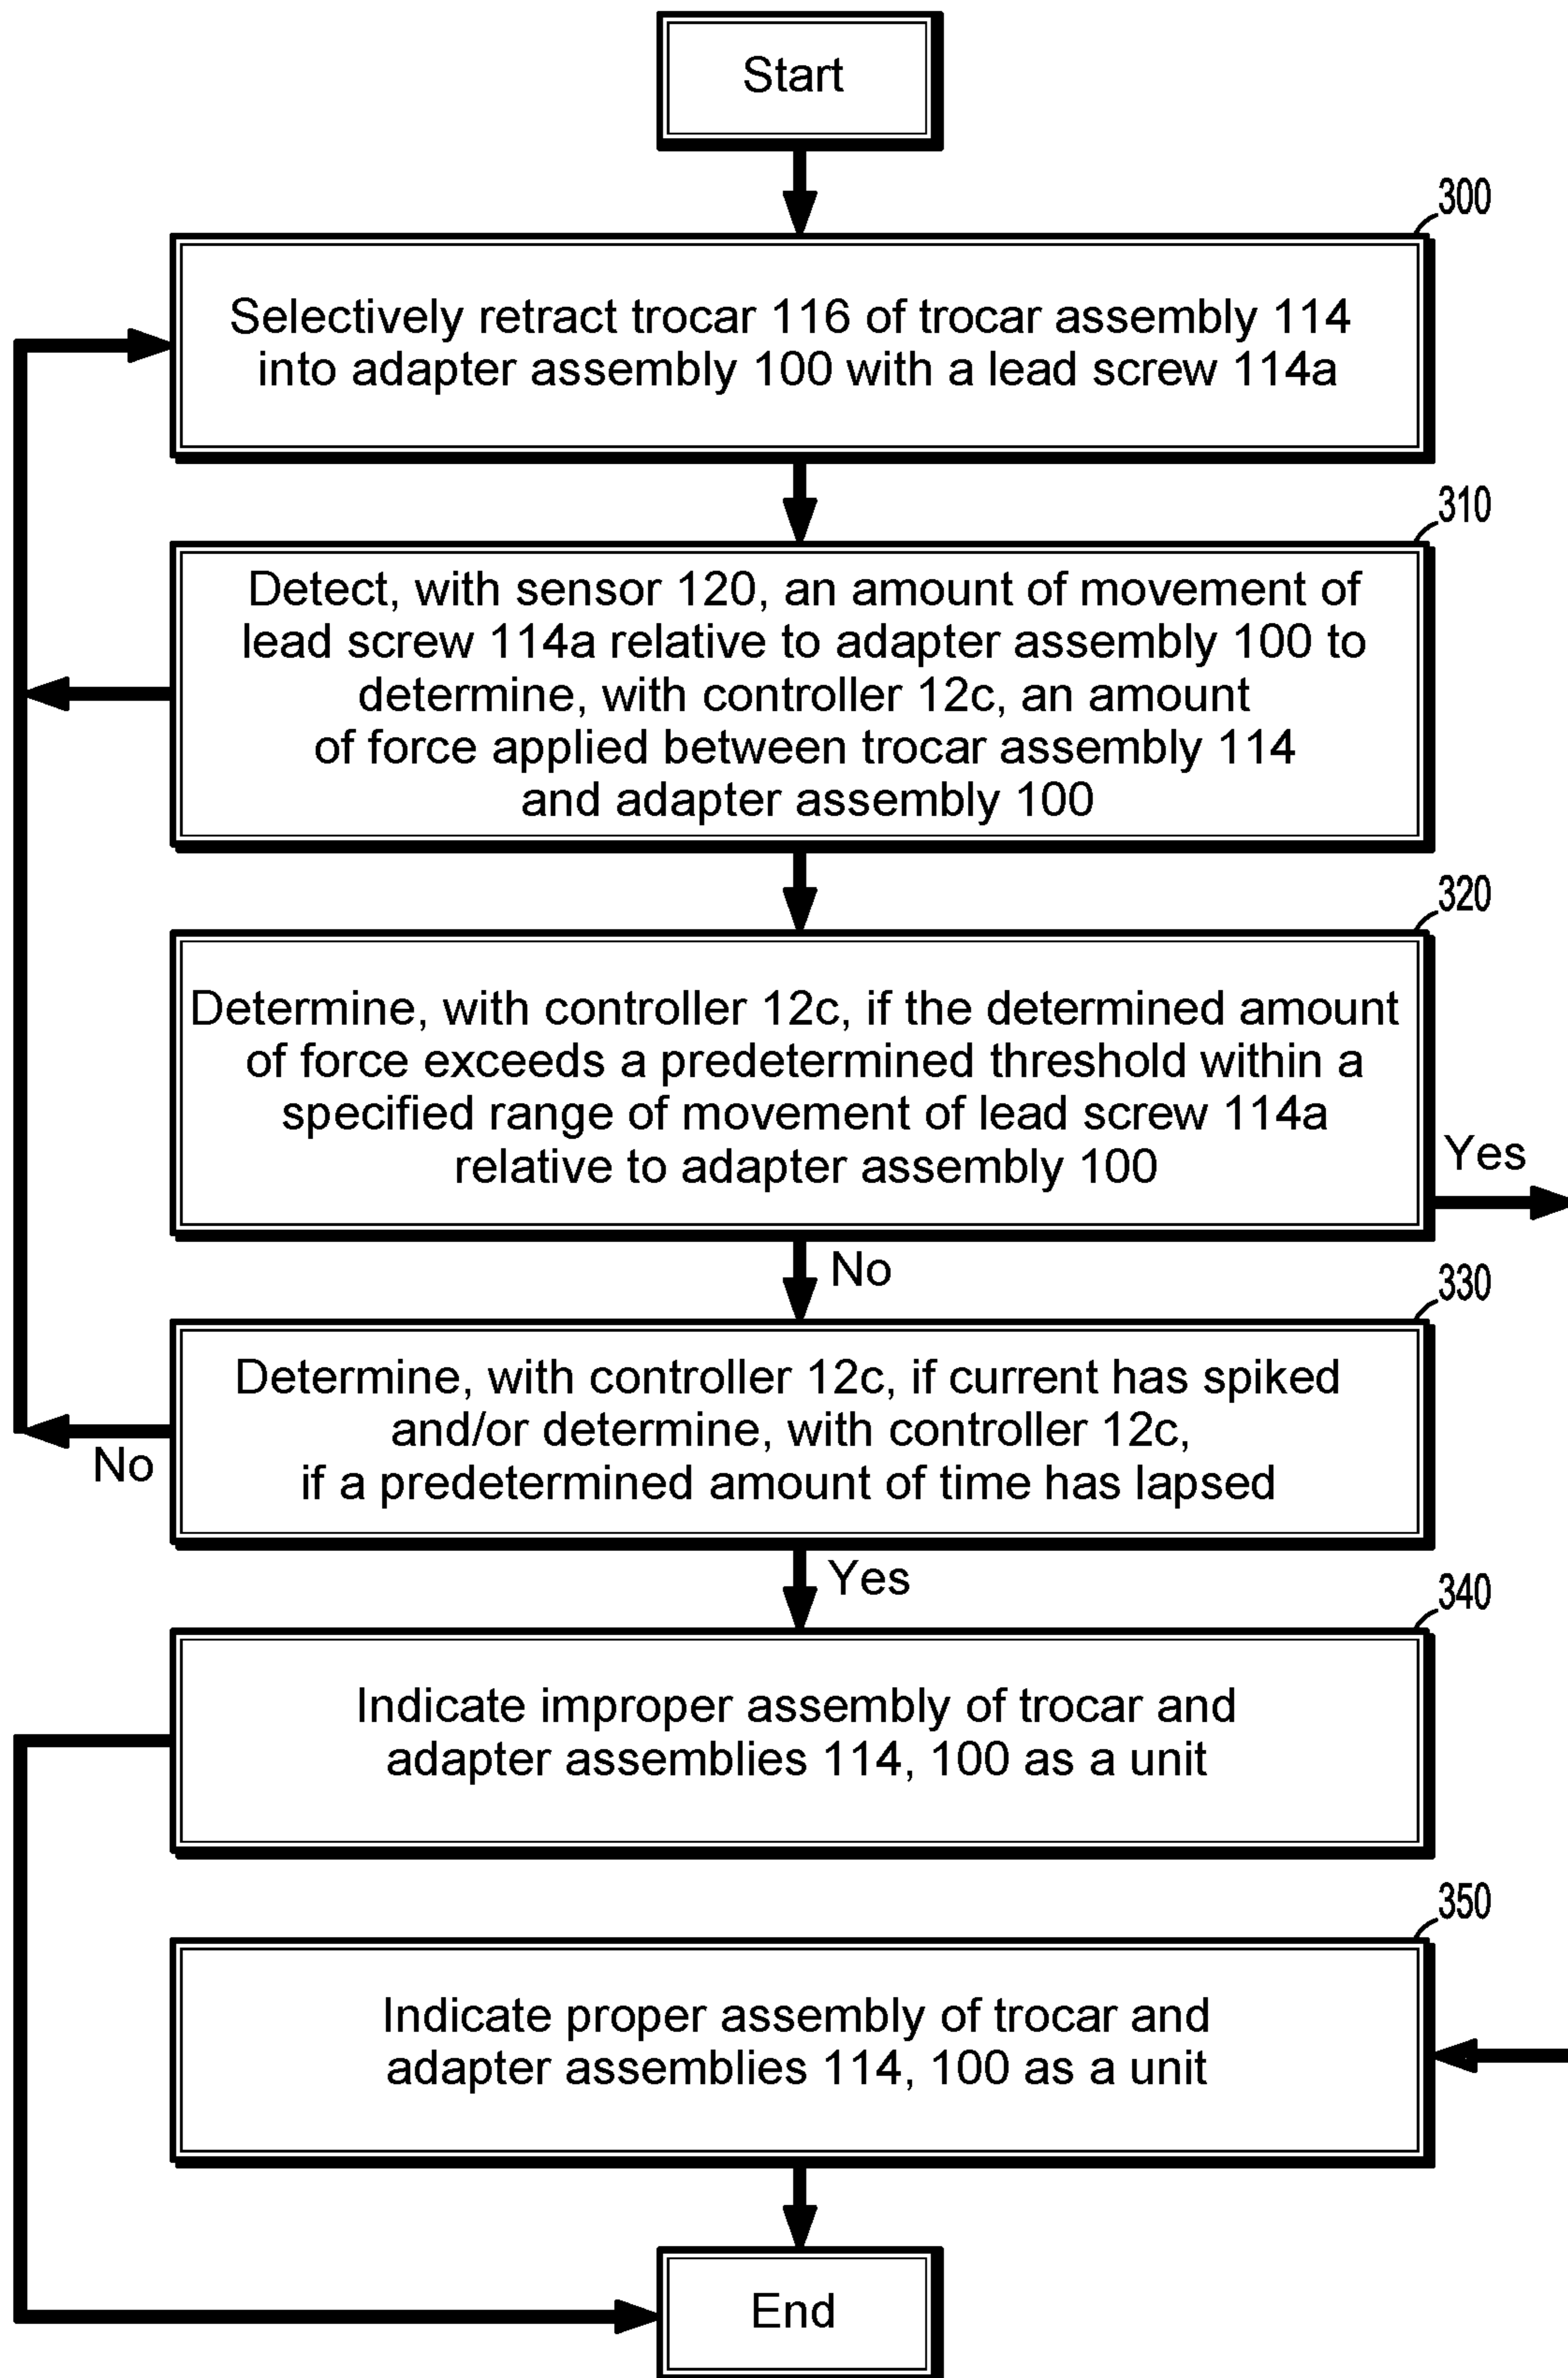 Start
300
Selectively retract trocar 116 of trocar assembly 114
into adapter assembly 100 with a lead screw 114a
310
Detect, with sensor 120, an amount of movement of
lead screw 114a relative to adapter assembly 100 to
determine, with controller 12c, an amount
of force applied between trocar assembly 114
and adapter assembly 100
320
Determine, with controller 12c, if the determined amount
of force exceeds a predetermined threshold within a
specified range of movement of lead screw 114a
relative to adapter assembly 100
Yes
No
330
Determine, with controller 12c, if current has spiked
and/or determine, with controller 12c,
if a predetermined amount of time has lapsed
No
Yes
340
Indicate improper assembly of trocar and
adapter assemblies 114, 100 as a unit
350
Indicate proper assembly of trocar and
adapter assemblies 114, 100 as a unit
End